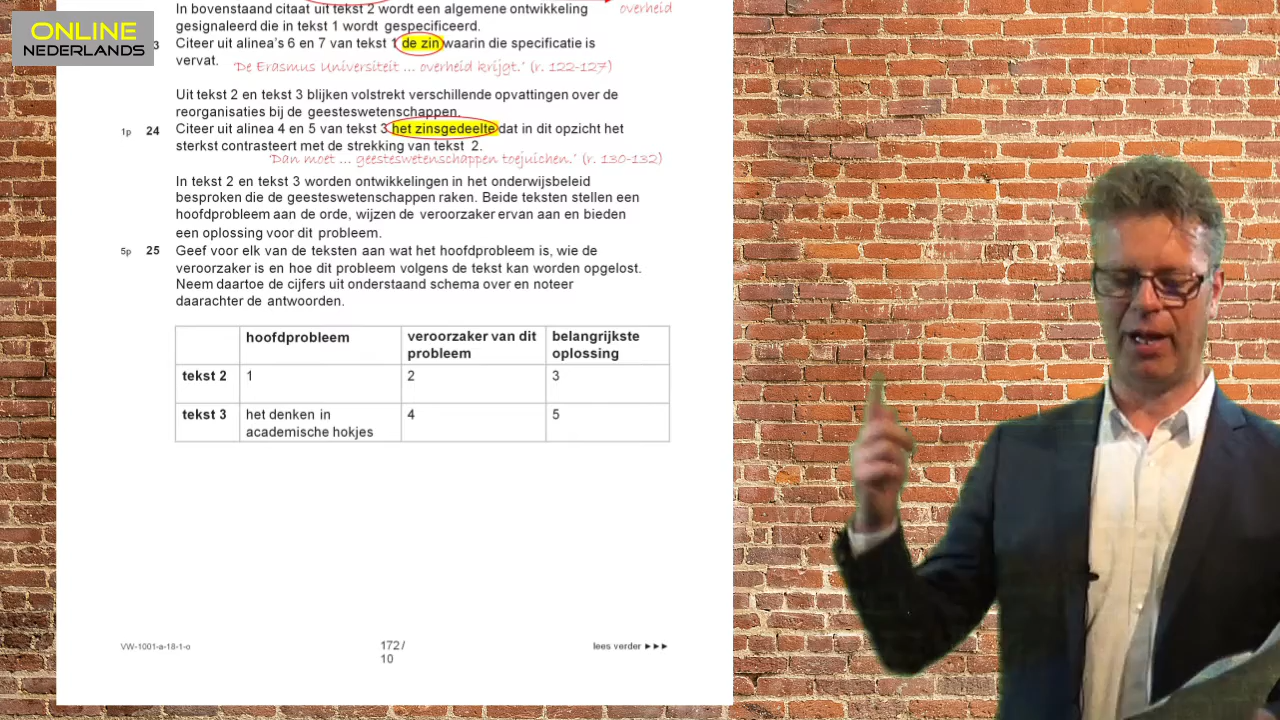 ONLINE
NEDERLANDS
overheid
In bovenstaand citaat uit tekst 2 wordt een algemene ontwikkeling
gesignaleerd die in tekst 1 wordt gespecificeerd.
3 Citeer uit alinea's 6 en 7 van tekst 1 de zin waarin die specificatie is
vervat.
'De Erasmus Universiteit ... overheid krijgt.' (r. 122-127)
Uit tekst 2 en tekst 3 blijken volstrekt verschillende opvattingen over de
reorganisaties bij de geesteswetenschappen.
1p 24 Citeer uit alinea 4 en 5 van tekst 3 het zinsgedeelte dat in dit opzicht het
sterkst contrasteert met de strekking van tekst 2.
'Dan moet ... geesteswetenschappen toejuichen.' (r. 130-132)
In tekst 2 en tekst 3 worden ontwikkelingen in het onderwijsbeleid
besproken die de geesteswetenschappen raken. Beide teksten stellen een
hoofdprobleem aan de orde, wijzen de veroorzaker ervan aan en bieden
een oplossing voor dit probleem.
5p 25 Geef voor elk van de teksten aan wat het hoofdprobleem is, wie de
veroorzaker is en hoe dit probleem volgens de tekst kan worden opgelost.
Neem daartoe de cijfers uit onderstaand schema over en noteer
daarachter de antwoorden.
hoofdprobleem veroorzaker van dit belangrijkste
probleem oplossing
tekst 2 1 2 3
tekst 3 het denken in 4 5
academische hokjes
VW-1001-a-18-1-o 172/ lees verder ►►►
10